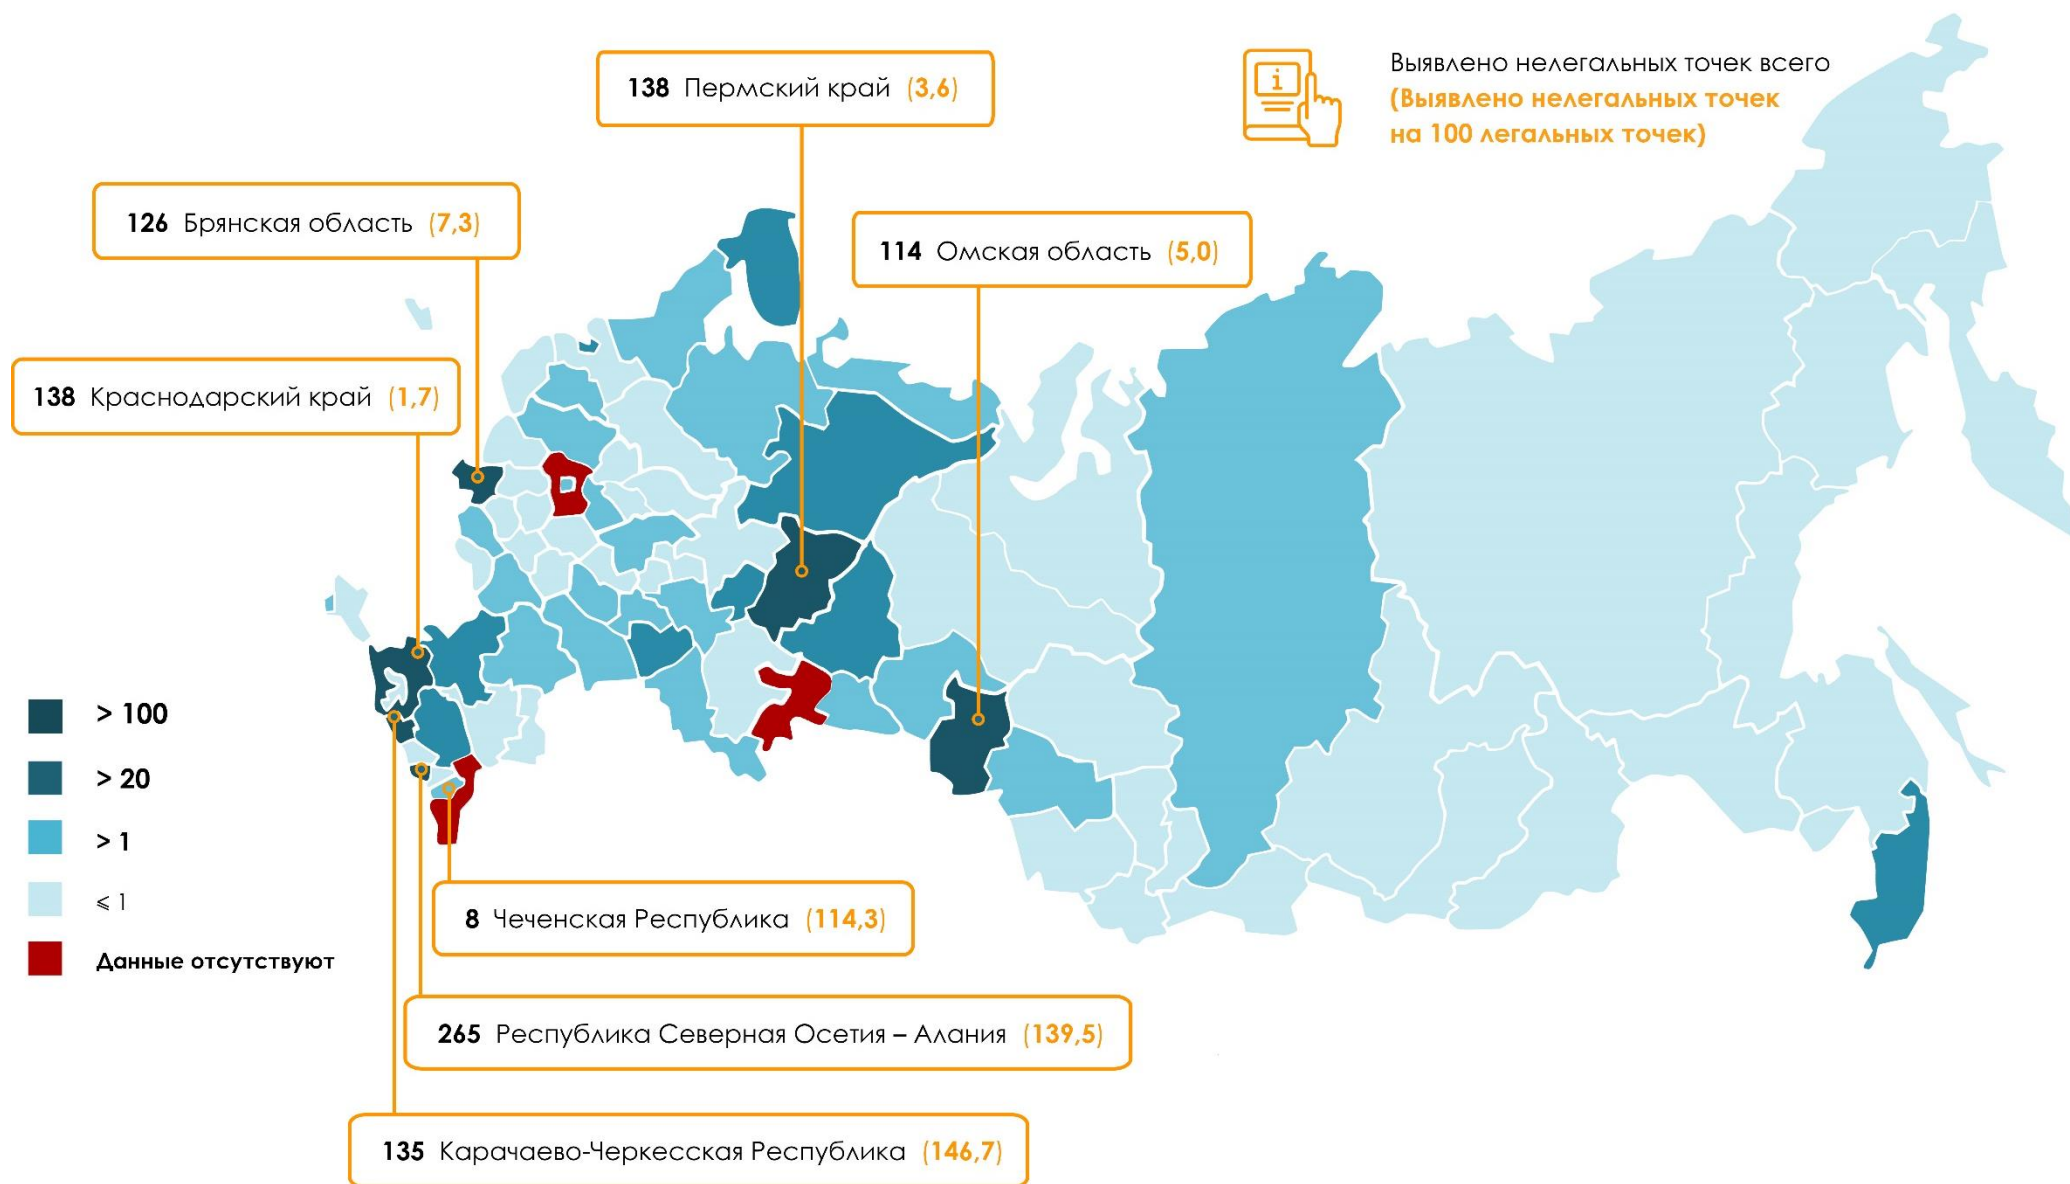 138 Пермский край (3,6)
Выявлено нелегальных точек всего
(Выявлено нелегальных точек
на 100 легальных точек)
126 Брянская область (7,3)
114 Омская область (5,0)
138 Краснодарский край (1,7)
> 100
> 20
> 1
⩽ 1
Данные отсутствуют
8 Чеченская Республика (114,3)
265 Республика Северная Осетия – Алания (139,5)
135 Карачаево-Черкесская Республика (146,7)